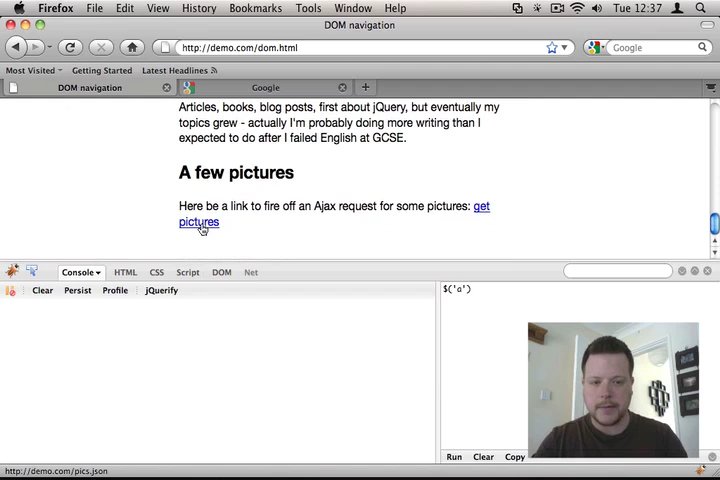 Firefox File Edit View History Bookmarks Tools Window Help Tue 12:37
DOM navigation
http://demo.com/dom.html Google
Most Visited Getting Started Latest Headlines
DOM navigation Google
Articles, books, blog posts, first about jQuery, but eventually my
topics grew - actually I'm probably doing more writing than I
expected to do after I failed English at GCSE.
A few pictures
Here be a link to fire off an Ajax request for some pictures: get
pictures
Console HTML CSS Script DOM Net
Clear Persist Profile jQuerify
$('a')
Run Clear Copy
http://demo.com/pics.json